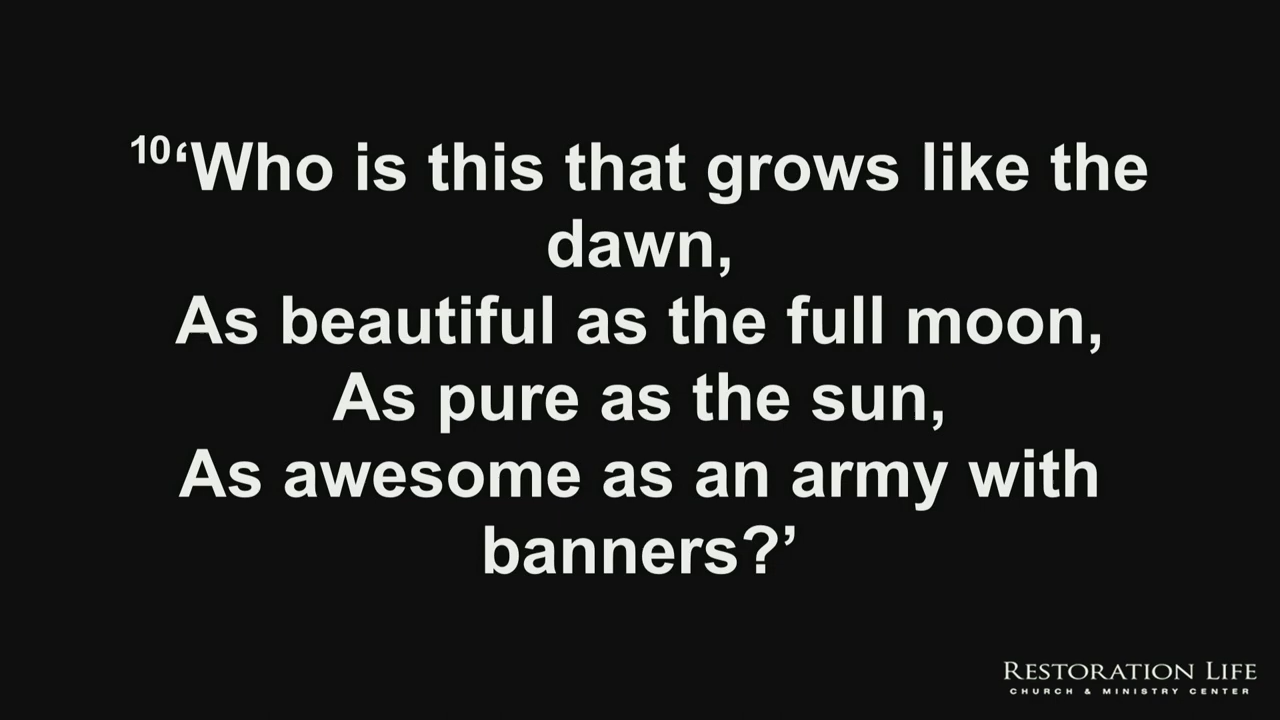 10‘Who is this that grows like the
dawn,
As beautiful as the full moon,
As pure as the sun,
As awesome as an army with
banners?’
RESTORATION LIFE
CHURCH & MINISTRY CENTER